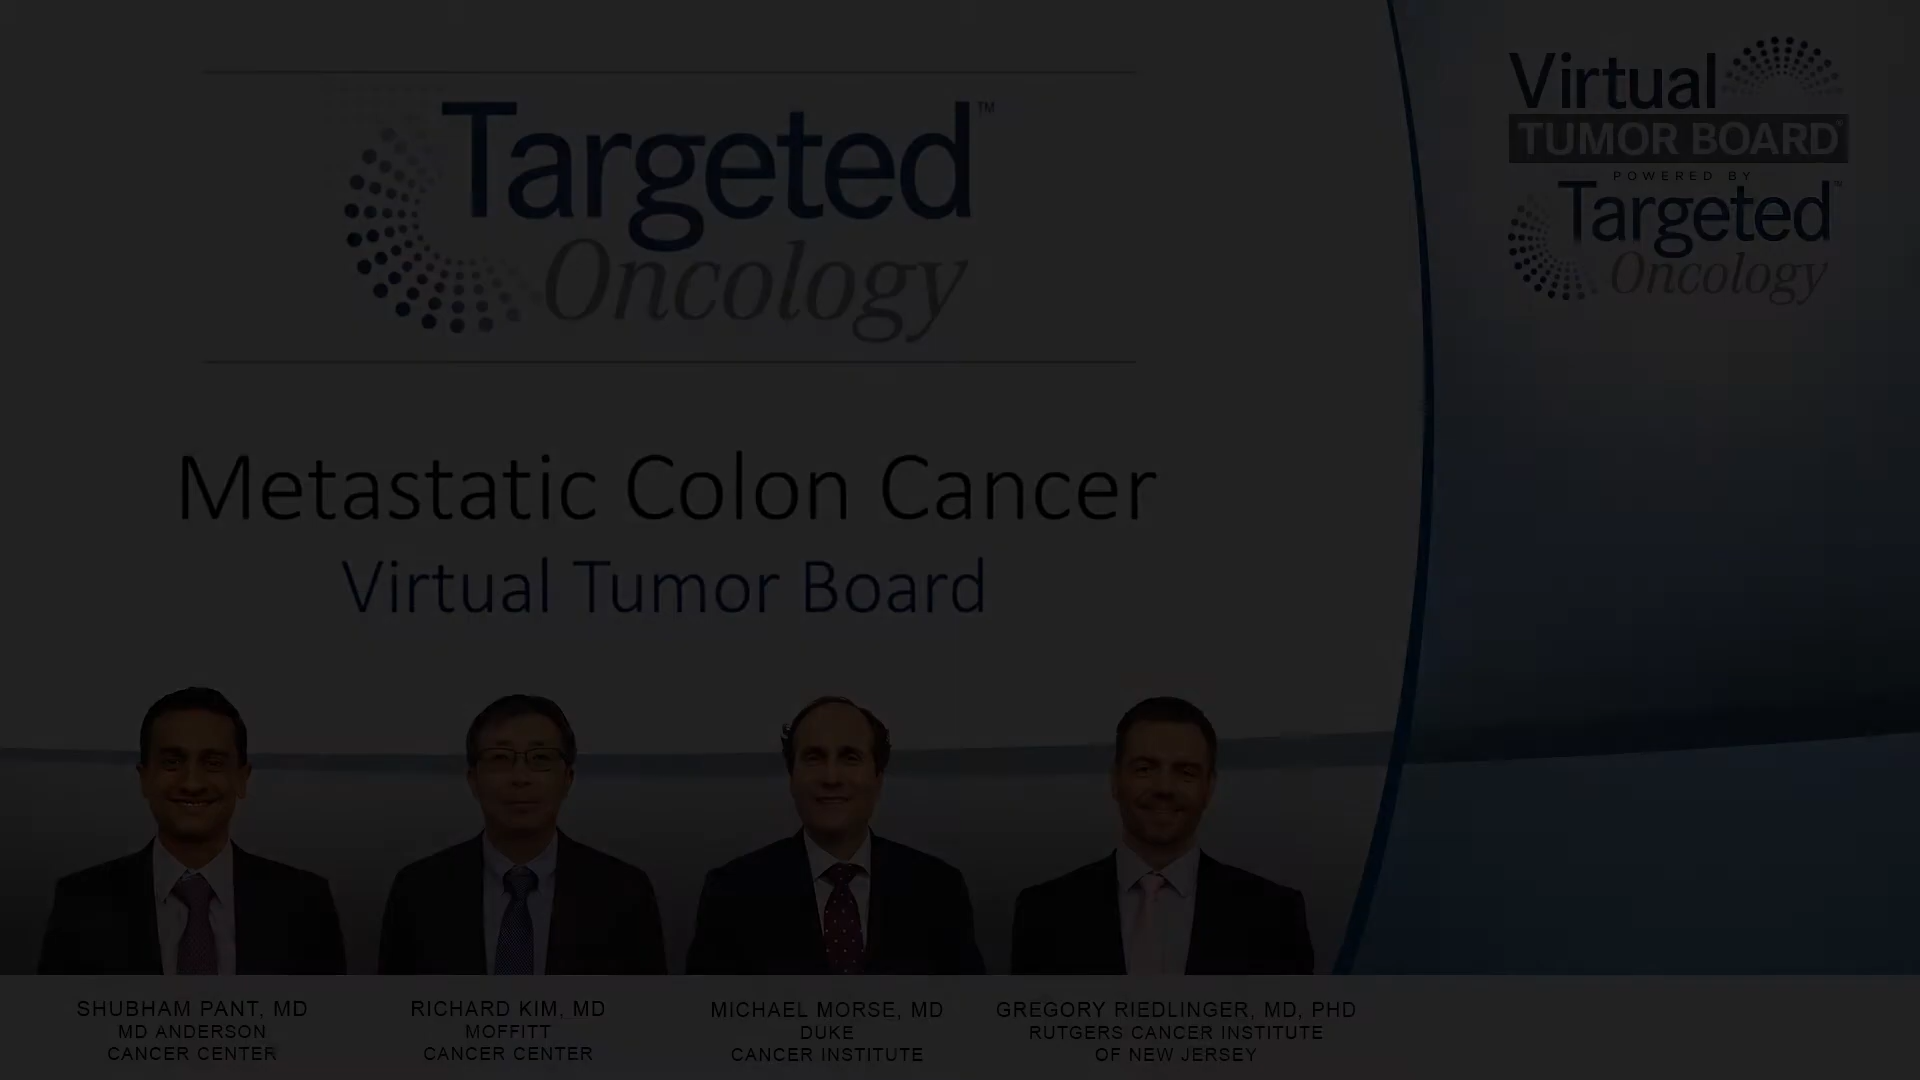 Targeted™
Oncology
Metastatic Colon Cancer
Virtual Tumor Board
Virtual
TUMOR BOARD®
POWERED BY
Targeted™
Oncology
SHUBHAM PANT, MD
MD ANDERSON
CANCER CENTER
RICHARD KIM, MD
MOFFITT
CANCER CENTER
MICHAEL MORSE, MD
DUKE
CANCER INSTITUTE
GREGORY RIEDLINGER, MD, PHD
RUTGERS CANCER INSTITUTE
OF NEW JERSEY